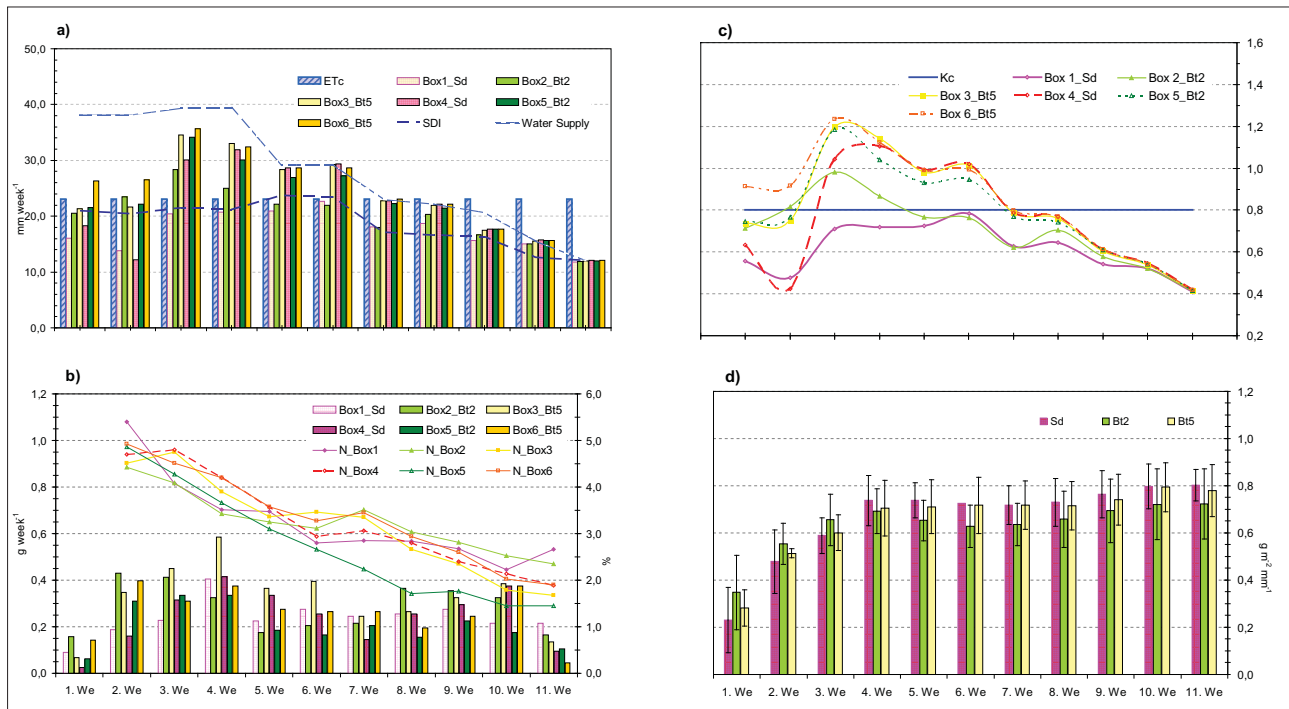 a)
50,0
40,0
30,0
20,0
10,0
0,0
mm week-1
ETc
Box1_Sd
Box2_Bt2
Box3_Bt5
Box4_Sd
Box5_Bt2
Box6_Bt5
SDI
Water Supply
c)
1,6
1,4
1,2
1,0
0,8
0,6
0,4
0,2
Kc
Box 1_Sd
Box 2_Bt2
Box 3_Bt5
Box 4_Sd
Box 5_Bt2
Box 6_Bt5
b)
1,2
1,0
0,8
0,6
0,4
0,2
0,0
g week-1
6,0
5,0
4,0
3,0
2,0
1,0
0,0
%
Box1_Sd
Box2_Bt2
Box3_Bt5
Box4_Sd
Box5_Bt2
Box6_Bt5
N_Box1
N_Box2
N_Box3
N_Box4
N_Box5
N_Box6
1. We
2. We
3. We
4. We
5. We
6. We
7. We
8. We
9. We
10. We
11. We
d)
1,2
1,0
0,8
0,6
0,4
0,2
0,0
g m-2 mm-1
Sd
Bt2
Bt5
1. We
2. We
3. We
4. We
5. We
6. We
7. We
8. We
9. We
10. We
11. We